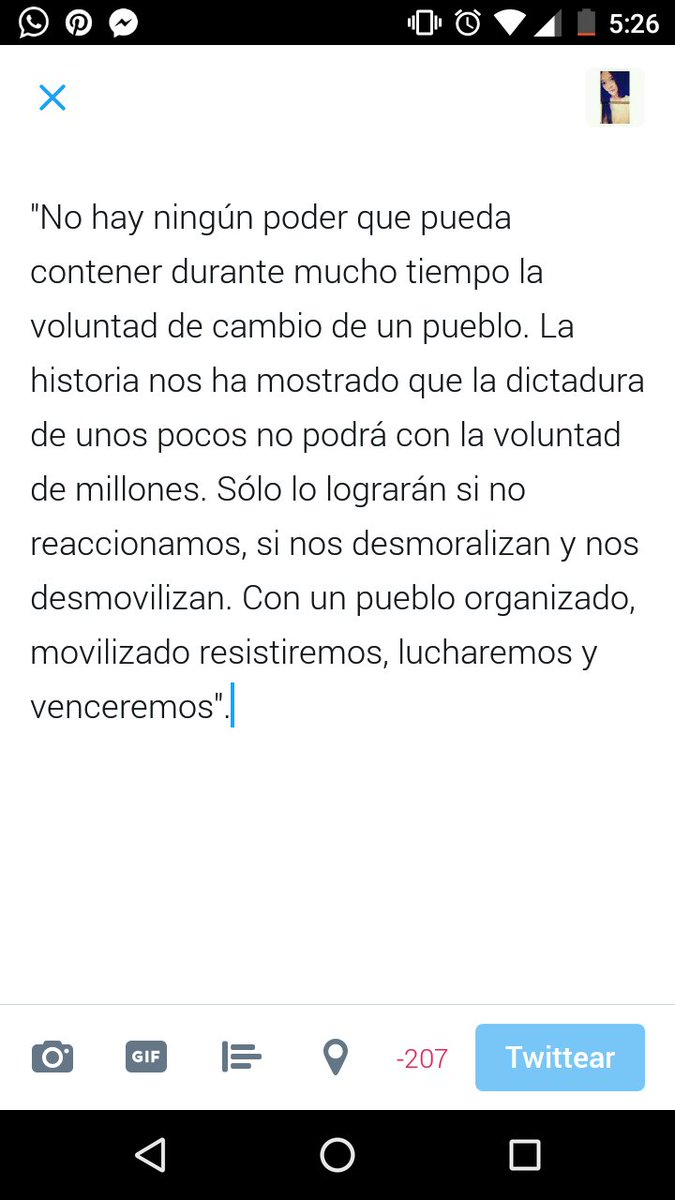 5:26
"No hay ningún poder que pueda
contener durante mucho tiempo la
voluntad de cambio de un pueblo. La
historia nos ha mostrado que la dictadura
de unos pocos no podrá con la voluntad
de millones. Sólo lo lograrán si no
reaccionamos, si nos desmoralizan y nos
desmovilizan. Con un pueblo organizado,
movilizado resistiremos, lucharemos y
venceremos".
GIF
-207
Twittear